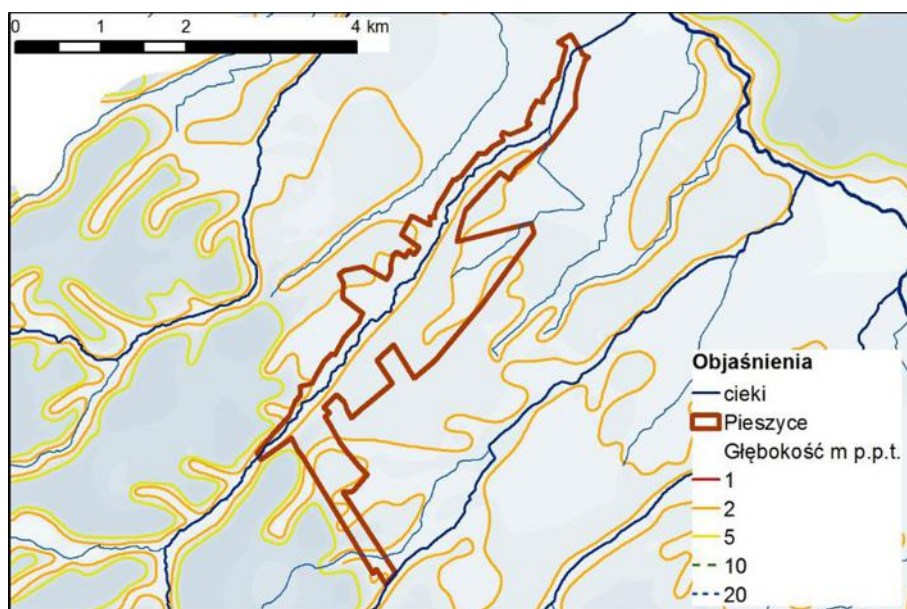 0 1 2 4 km
Objaśnienia
cieki
Pieszyce
Głębokość m p.p.t.
1
2
5
10
20